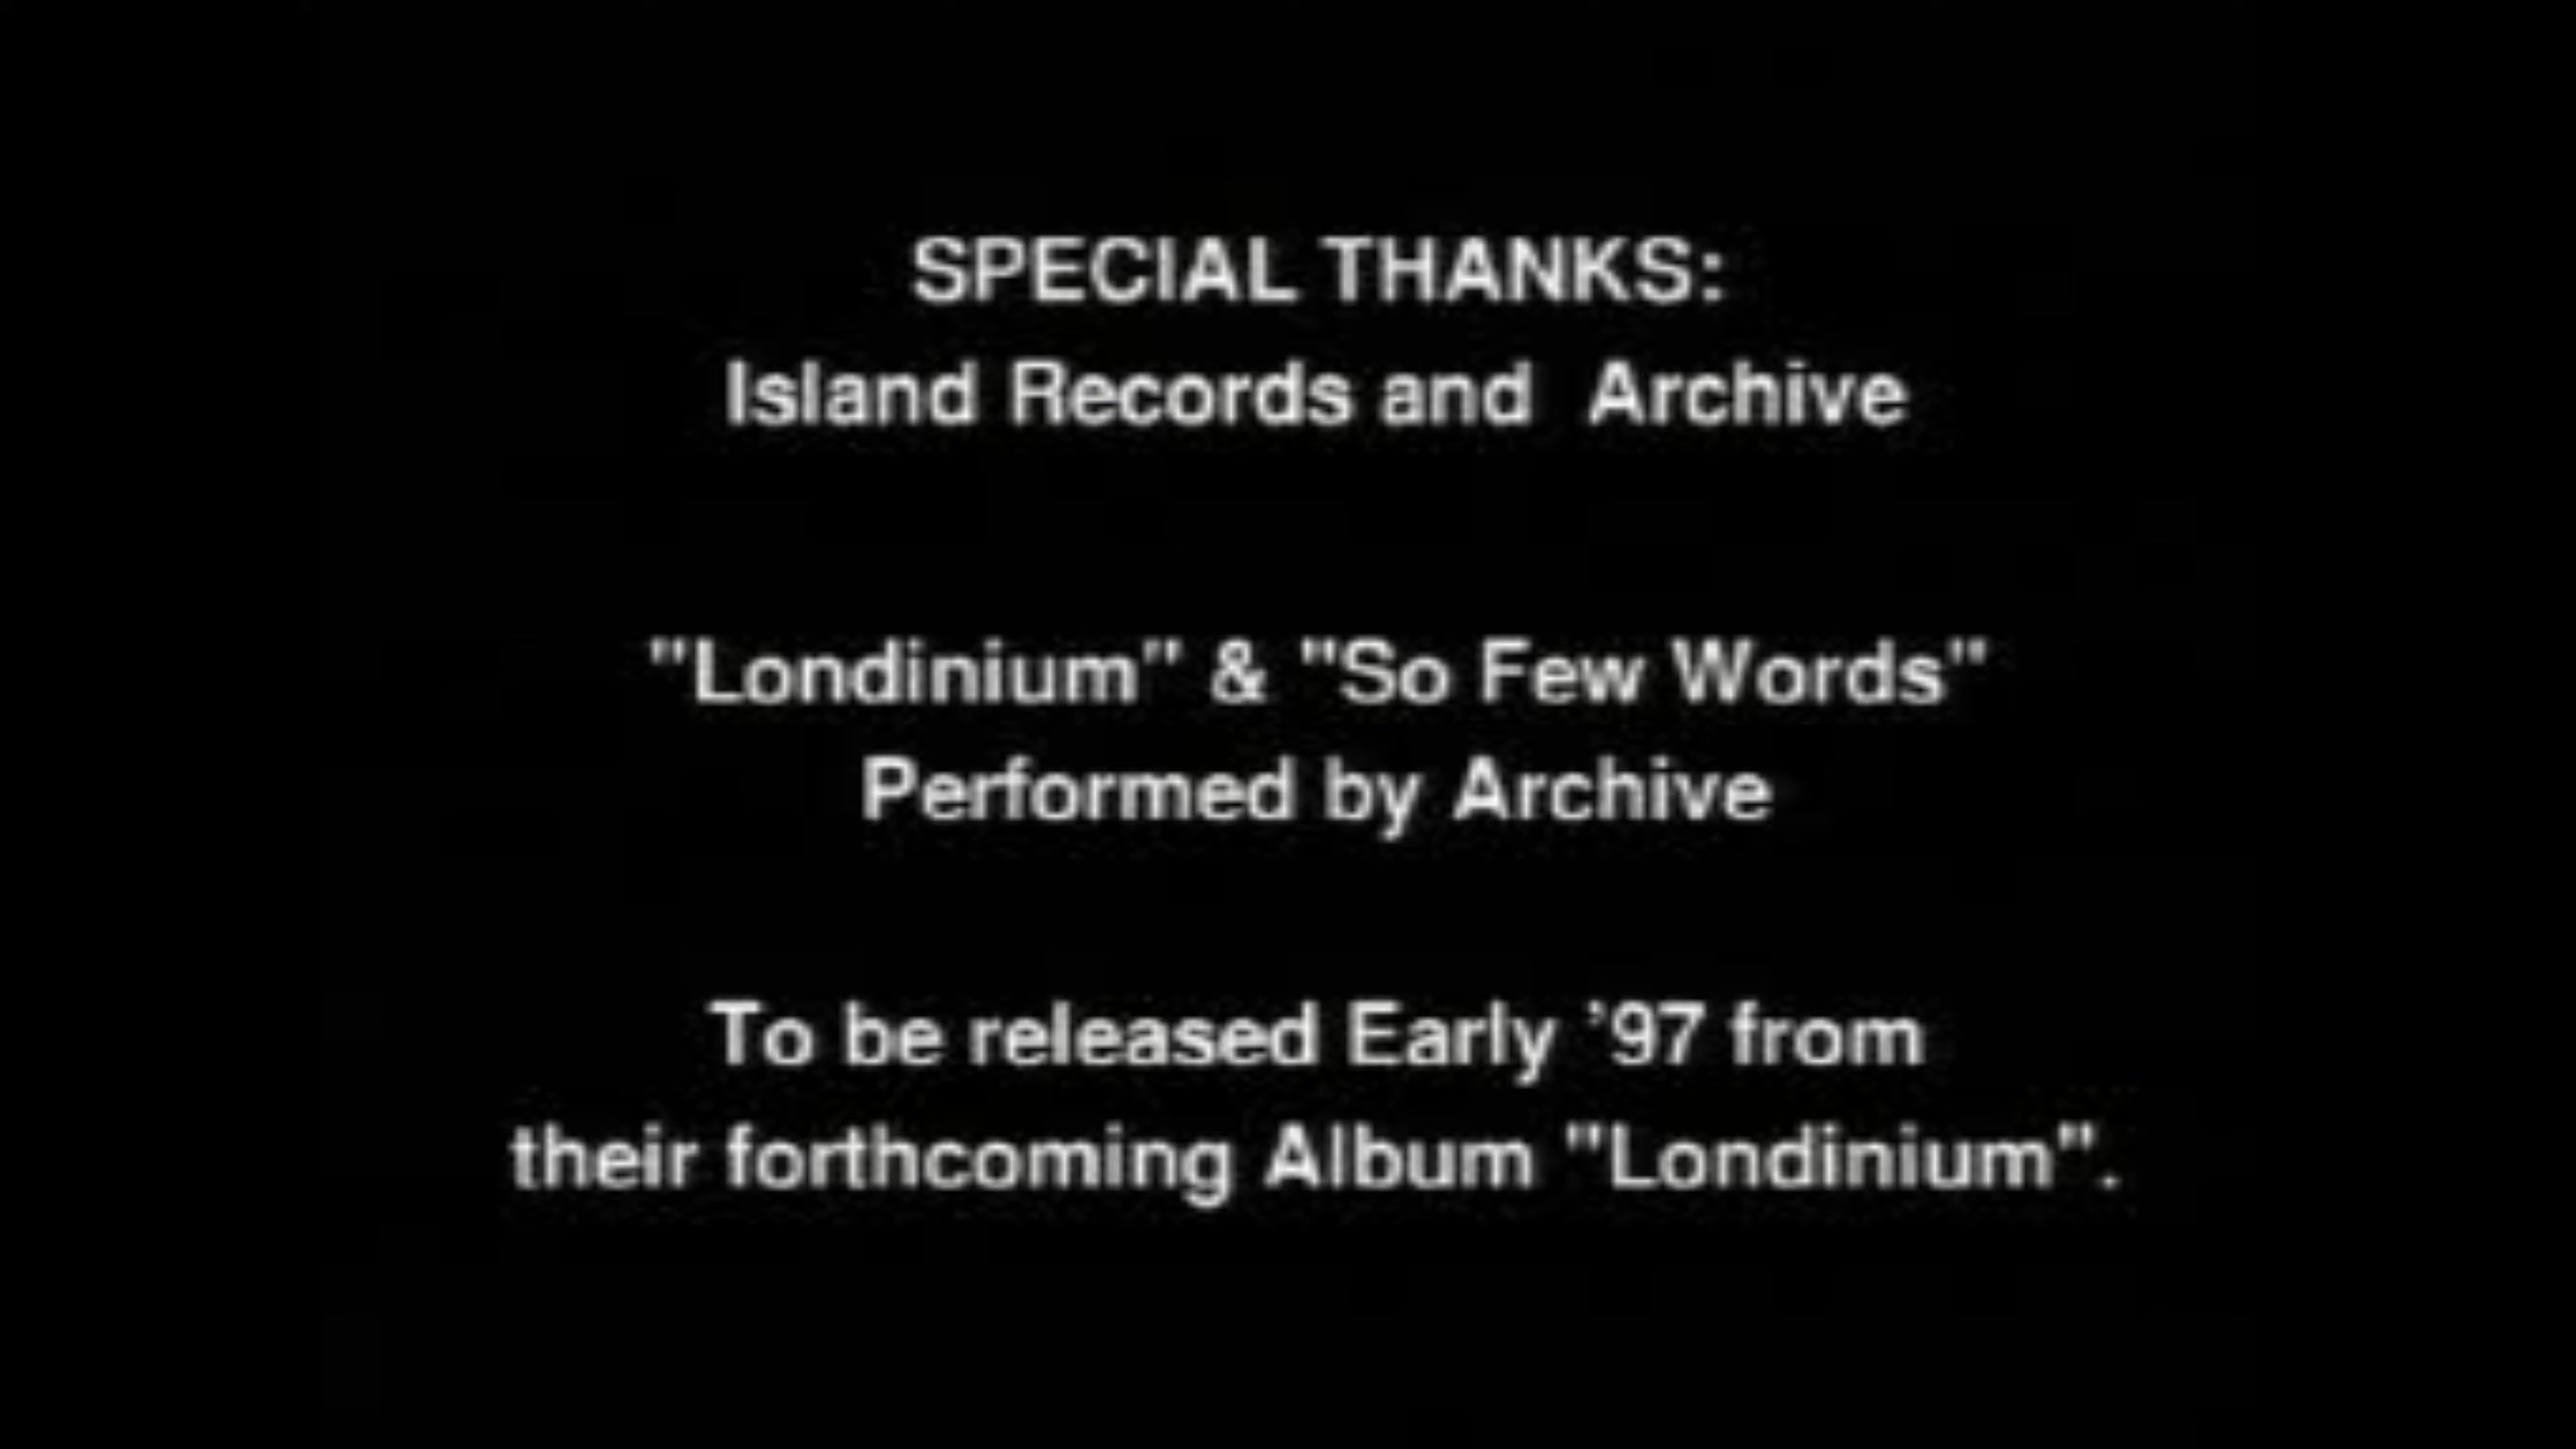 SPECIAL THANKS:
Island Records and Archive
"Londinium" & "So Few Words"
Performed by Archive
To be released Early '97 from
their forthcoming Album "Londinium".